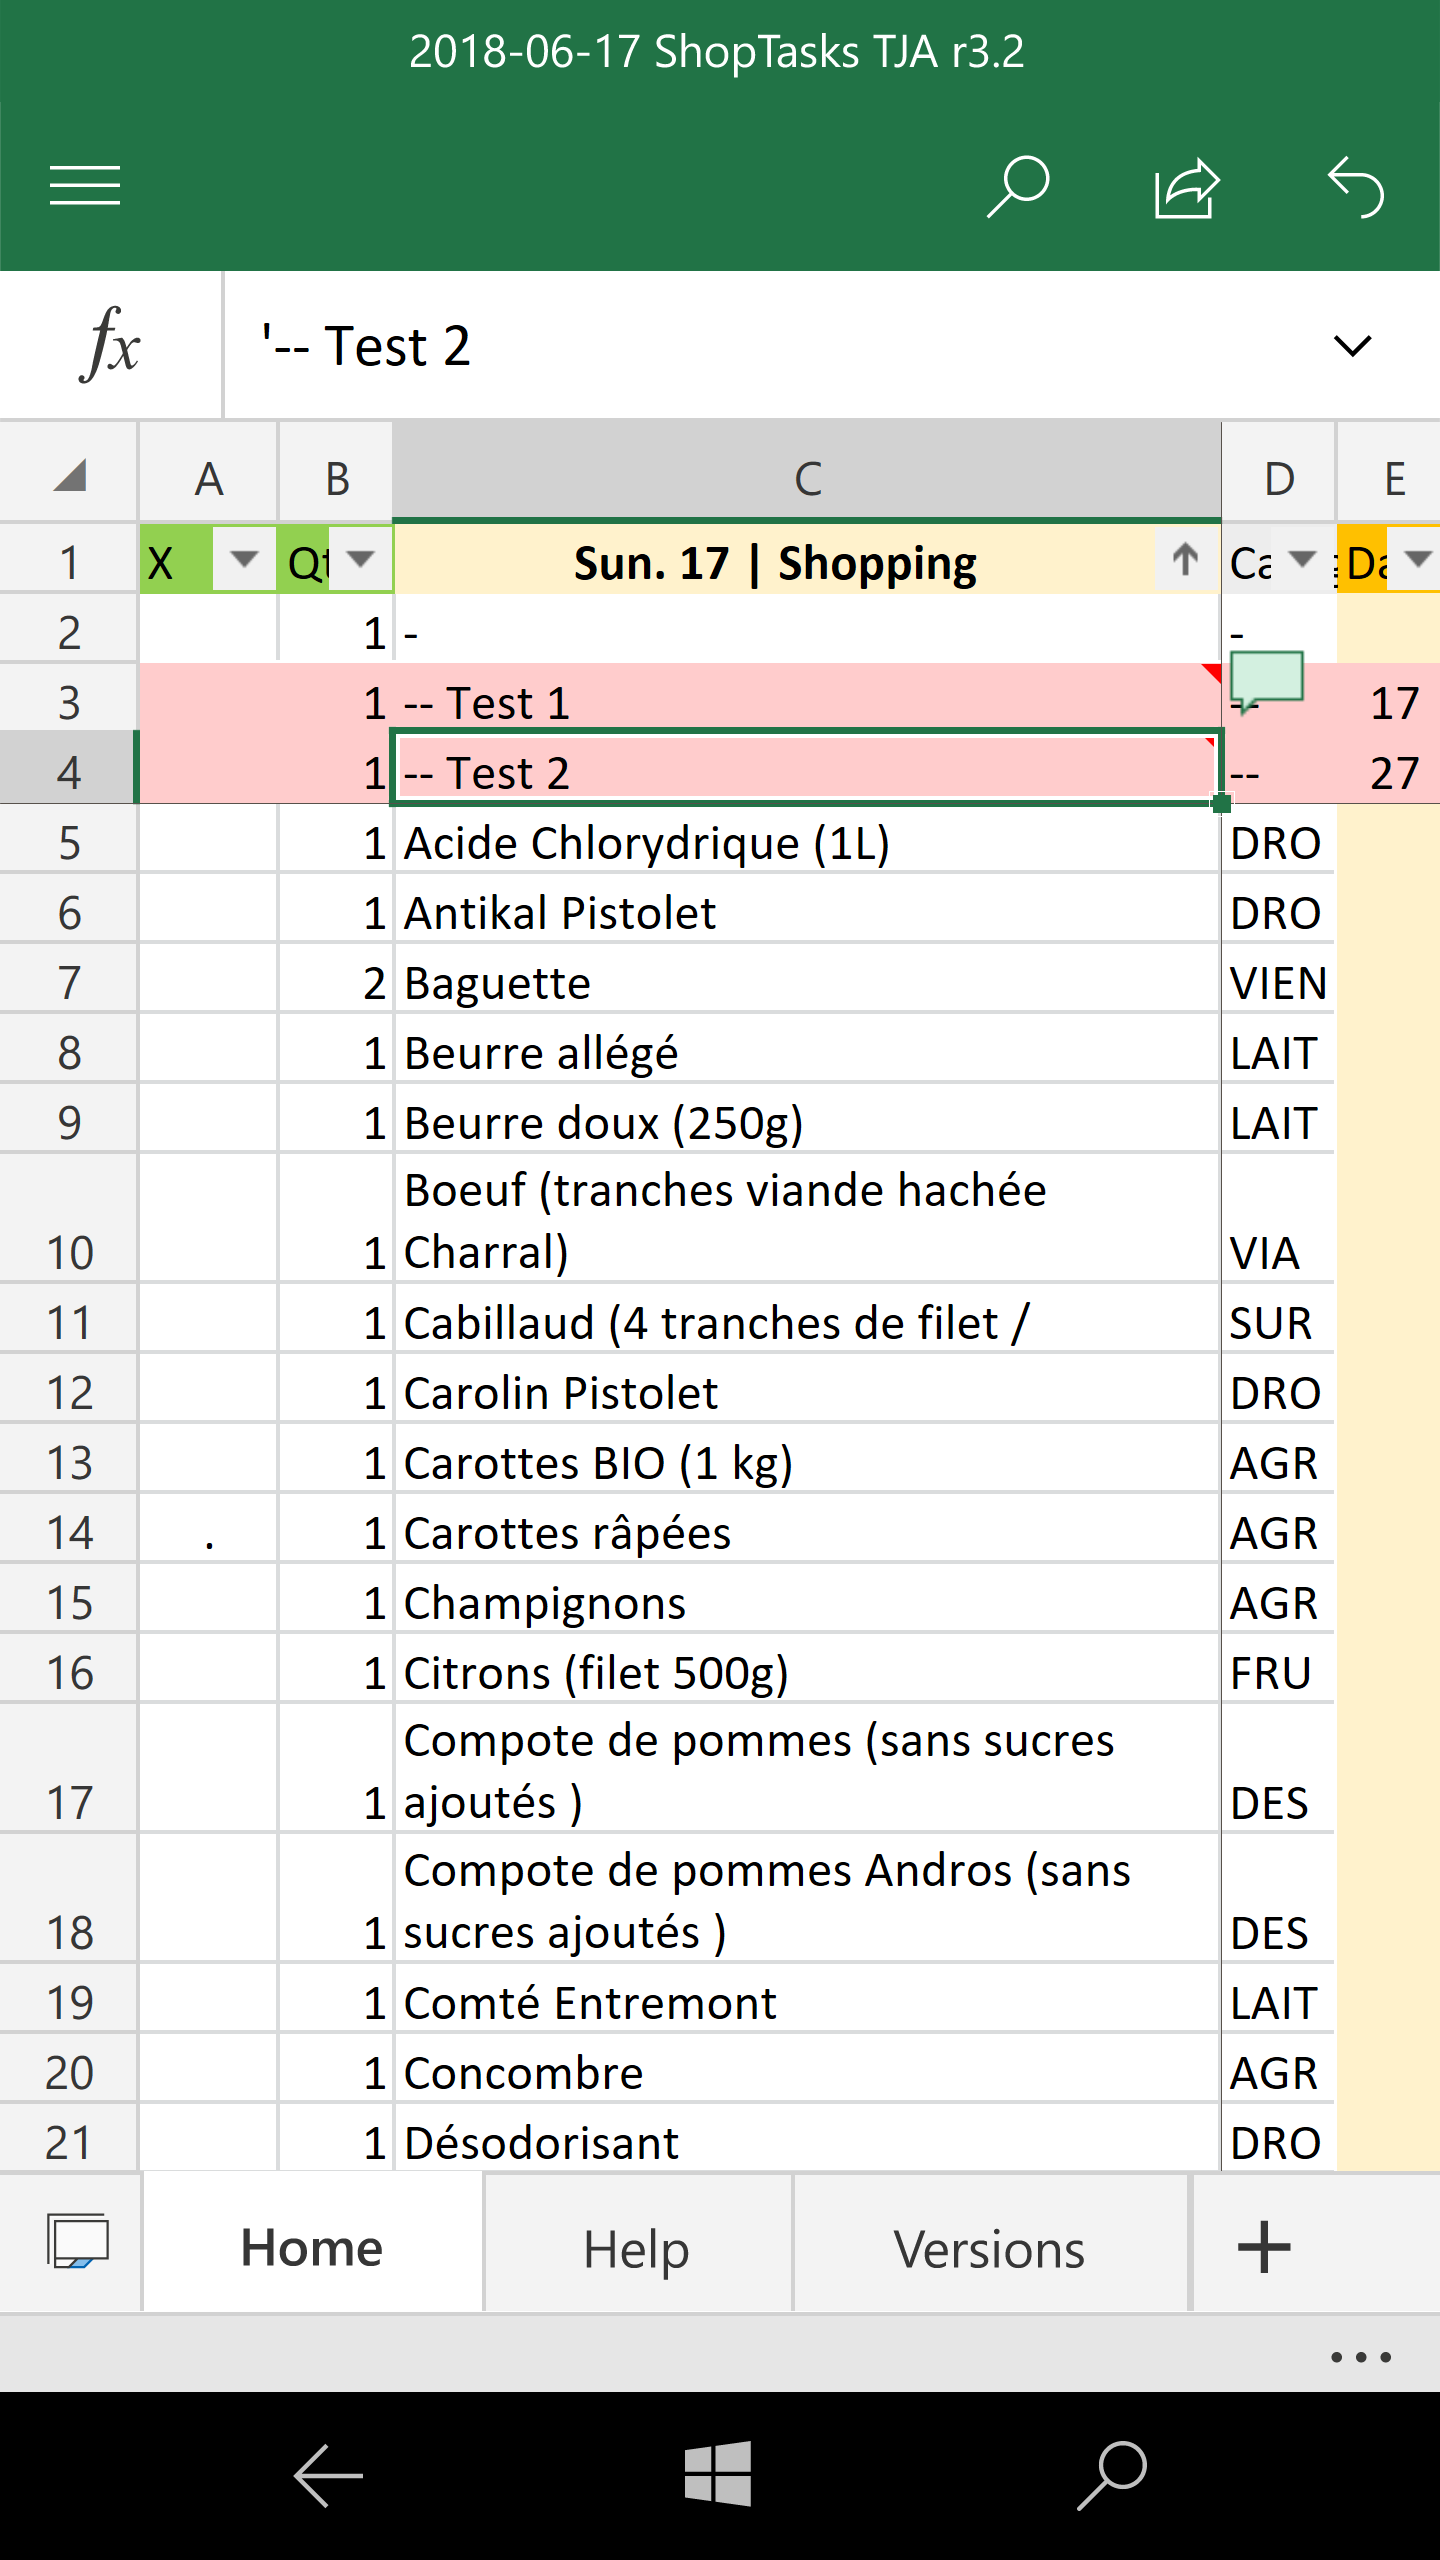 2018-06-17 ShopTasks TJA r3.2
fx '-- Test 2
A B C D E
1 X Qt Sun. 17 | Shopping Ca Da
2 1 - -
3 1 -- Test 1 -- 17
4 1 -- Test 2 -- 27
5 1 Acide Chlorydrique (1L) DRO
6 1 Antikal Pistolet DRO
7 2 Baguette VIEN
8 1 Beurre allégé LAIT
9 1 Beurre doux (250g) LAIT
Boeuf (tranches viande hachée
10 1 Charral) VIA
11 1 Cabillaud (4 tranches de filet / SUR
12 1 Carolin Pistolet DRO
13 1 Carottes BIO (1 kg) AGR
14 . 1 Carottes râpées AGR
15 1 Champignons AGR
16 1 Citrons (filet 500g) FRU
Compote de pommes (sans sucres
17 1 ajoutés ) DES
Compote de pommes Andros (sans
18 1 sucres ajoutés ) DES
19 1 Comté Entremont LAIT
20 1 Concombre AGR
21 1 Désodorisant DRO
Home Help Versions